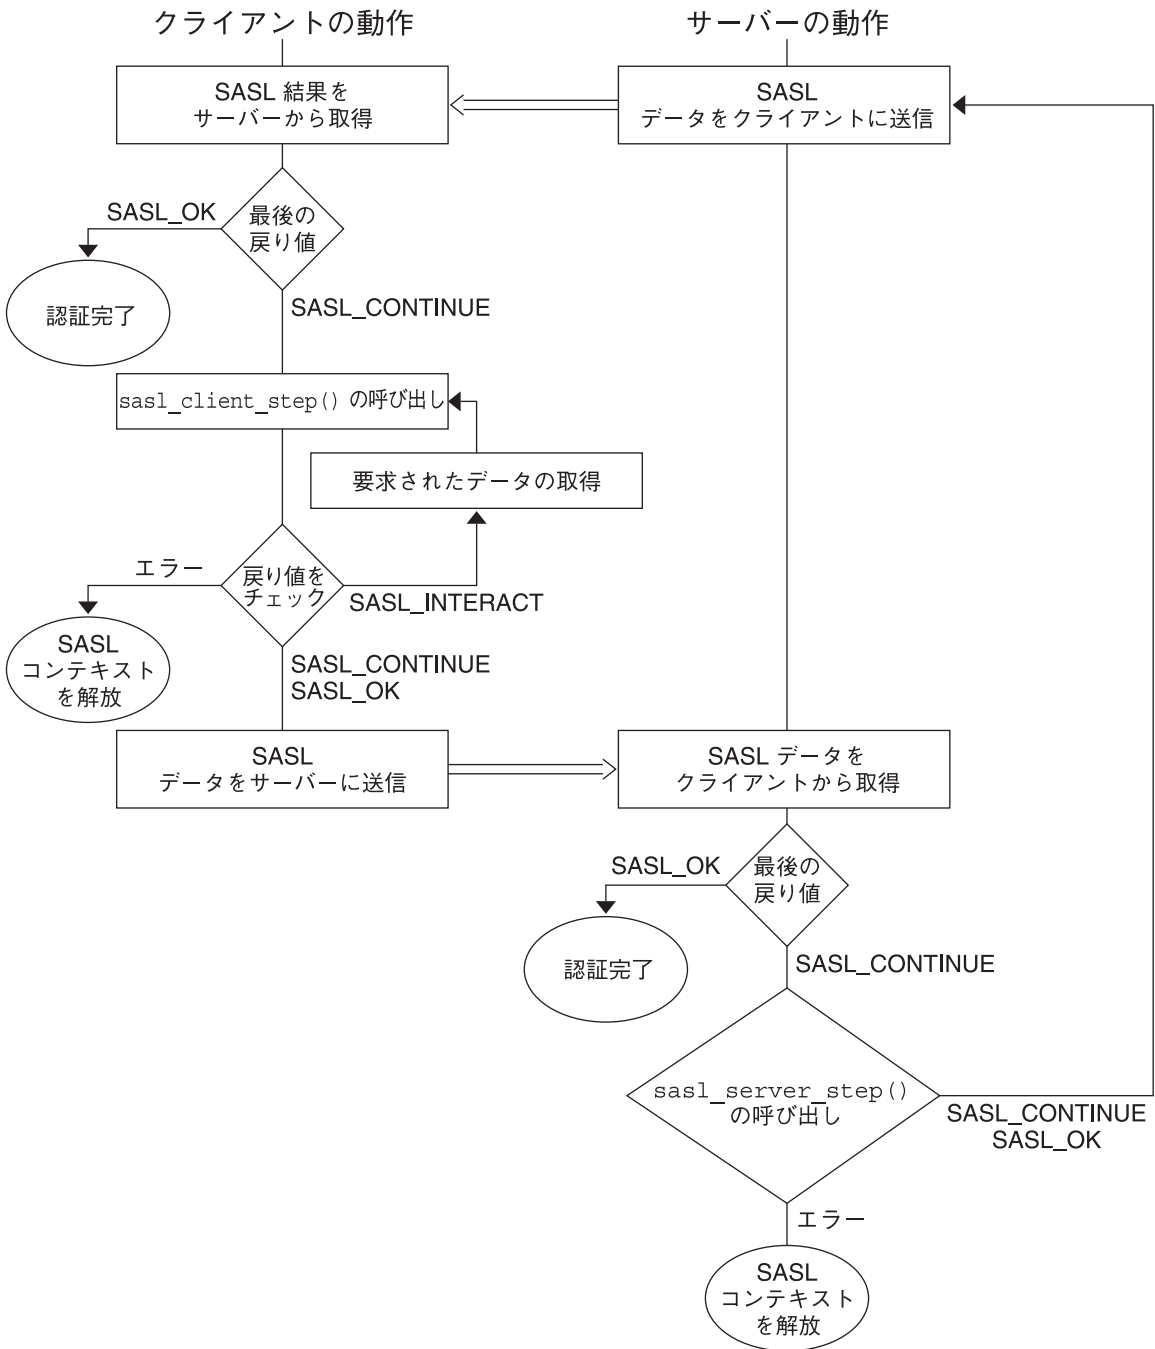 クライアントの動作
サーバーの動作
SASL 結果を
サーバーから取得
SASL
データをクライアントに送信
SASL_OK
最後の
戻り値
認証完了
SASL_CONTINUE
sasl_client_step() の呼び出し
要求されたデータの取得
エラー
戻り値を
チェック
SASL_INTERACT
SASL
コンテキスト
を解放
SASL_CONTINUE
SASL_OK
SASL
データをサーバーに送信
SASL データを
クライアントから取得
SASL_OK
最後の
戻り値
認証完了
SASL_CONTINUE
sasl_server_step()
の呼び出し
SASL_CONTINUE
SASL_OK
エラー
SASL
コンテキスト
を解放